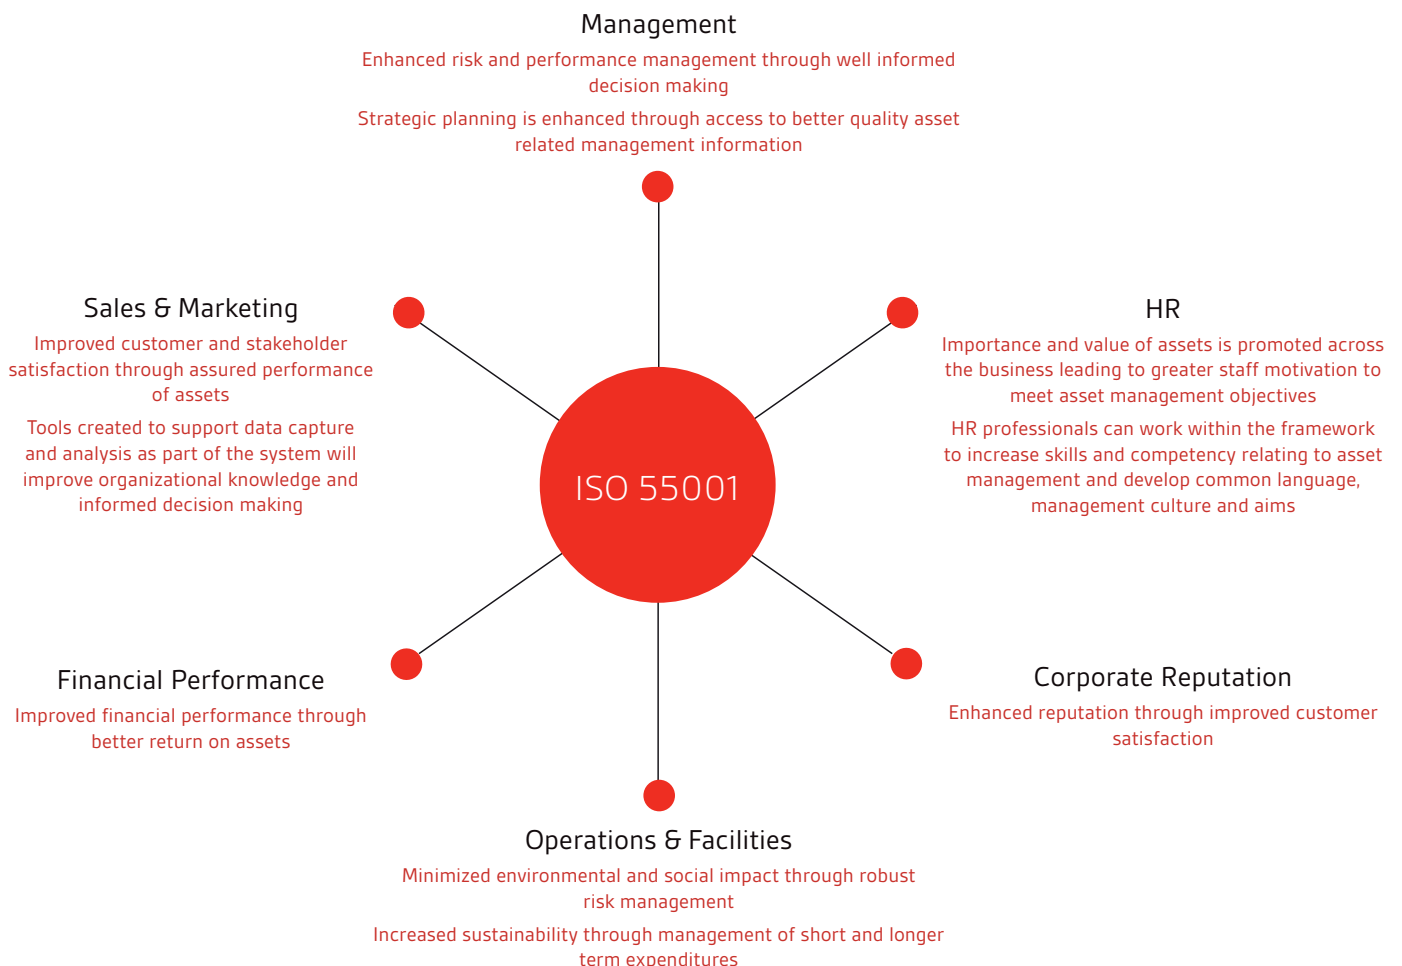 Management
Enhanced risk and performance management through well informed
decision making
Strategic planning is enhanced through access to better quality asset
related management information
Sales & Marketing
Improved customer and stakeholder
satisfaction through assured performance
of assets
Tools created to support data capture
and analysis as part of the system will
improve organizational knowledge and
informed decision making
HR
Importance and value of assets is promoted across
the business leading to greater staff motivation to
meet asset management objectives
HR professionals can work within the framework
to increase skills and competency relating to asset
management and develop common language,
management culture and aims
ISO 55001
Financial Performance
Improved financial performance through
better return on assets
Corporate Reputation
Enhanced reputation through improved customer
satisfaction
Operations & Facilities
Minimized environmental and social impact through robust
risk management
Increased sustainability through management of short and longer
term expenditures